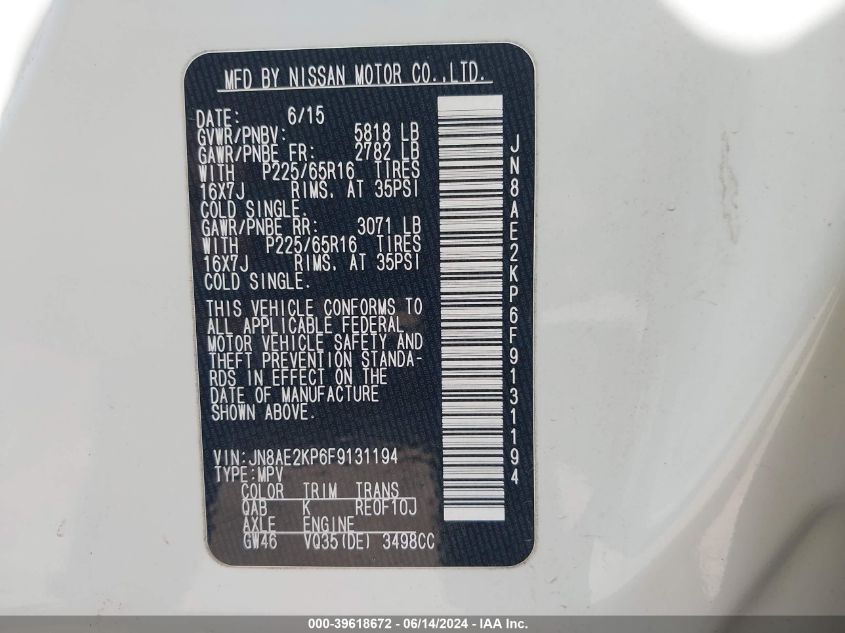 MFD BY NISSAN MOTOR CO.,LTD.
DATE: 6/15
GVWR/PNBV: 5818 LB
GAWR/PNBE FR: 2782 LB
WITH P225/65R16 TIRES
16X7J RIMS. AT 35PSI
COLD SINGLE.
GAWR/PNBE RR: 3071 LB
WITH P225/65R16 TIRES
16X7J RIMS. AT 35PSI
COLD SINGLE.
THIS VEHICLE CONFORMS TO
ALL APPLICABLE FEDERAL
MOTOR VEHICLE SAFETY AND
THEFT PREVENTION STANDA-
RDS IN EFFECT ON THE
DATE OF MANUFACTURE
SHOWN ABOVE.
VIN:JN8AE2KP6F9131194
TYPE:MPV
COLOR TRIM TRANS
QAB K RE0F10J
AXLE ENGINE
GW46 VQ35(DE) 3498CC
JN8AE2KP6F9131194
000-39618672 - 06/14/2024 - IAA Inc.